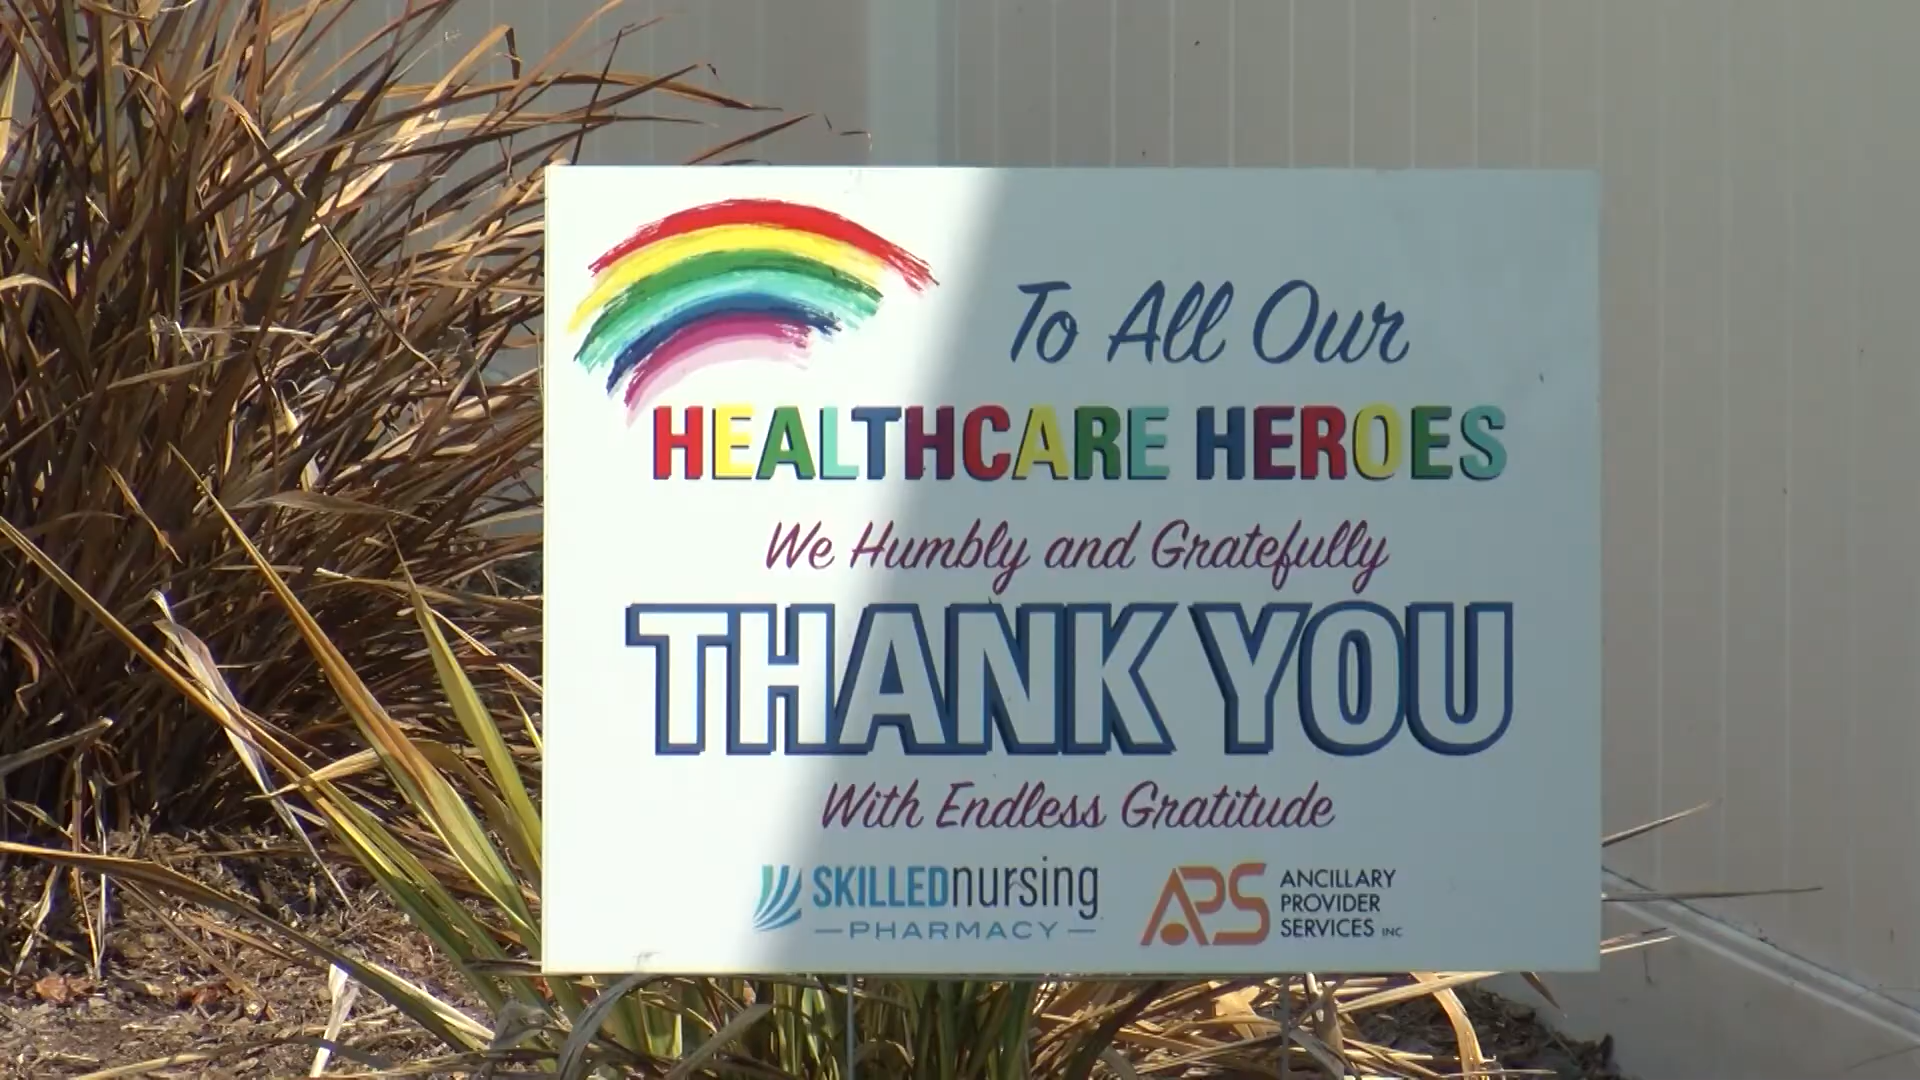 To All Our
HEALTHCARE HEROES
We Humbly and Gratefully
THANK YOU
With Endless Gratitude
SKILLEDnursing
PHARMACY
APS
ANCILLARY
PROVIDER
SERVICES INC